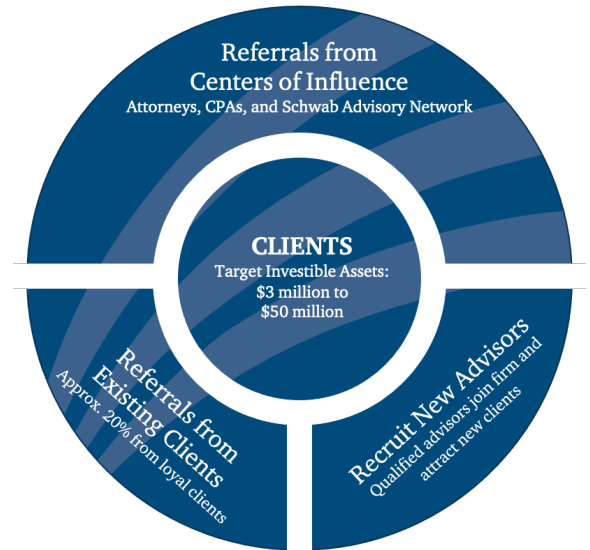 Referrals from
Centers of Influence
Attorneys, CPAs, and Schwab Advisory Network
CLIENTS
Target Investible Assets:
$3 million to
$50 million
Referrals from
Existing Clients
Approx. 20% from loyal clients
Recruit New Advisors
Qualified advisors join firm and
attract new clients